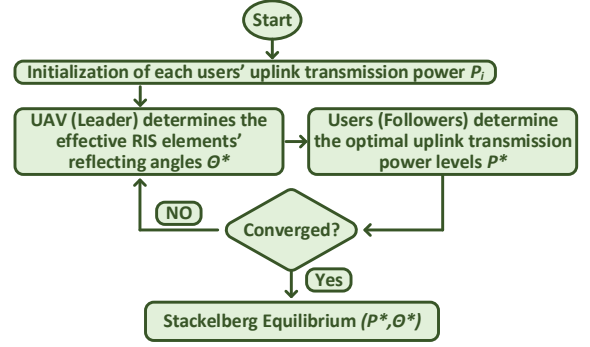 Start
Initialization of each users' uplink transmission power Pᵢ
UAV (Leader) determines the
effective RIS elements'
reflecting angles Θ*
Users (Followers) determine
the optimal uplink transmission
power levels P*
NO
Converged?
Yes
Stackelberg Equilibrium (P*,Θ*)